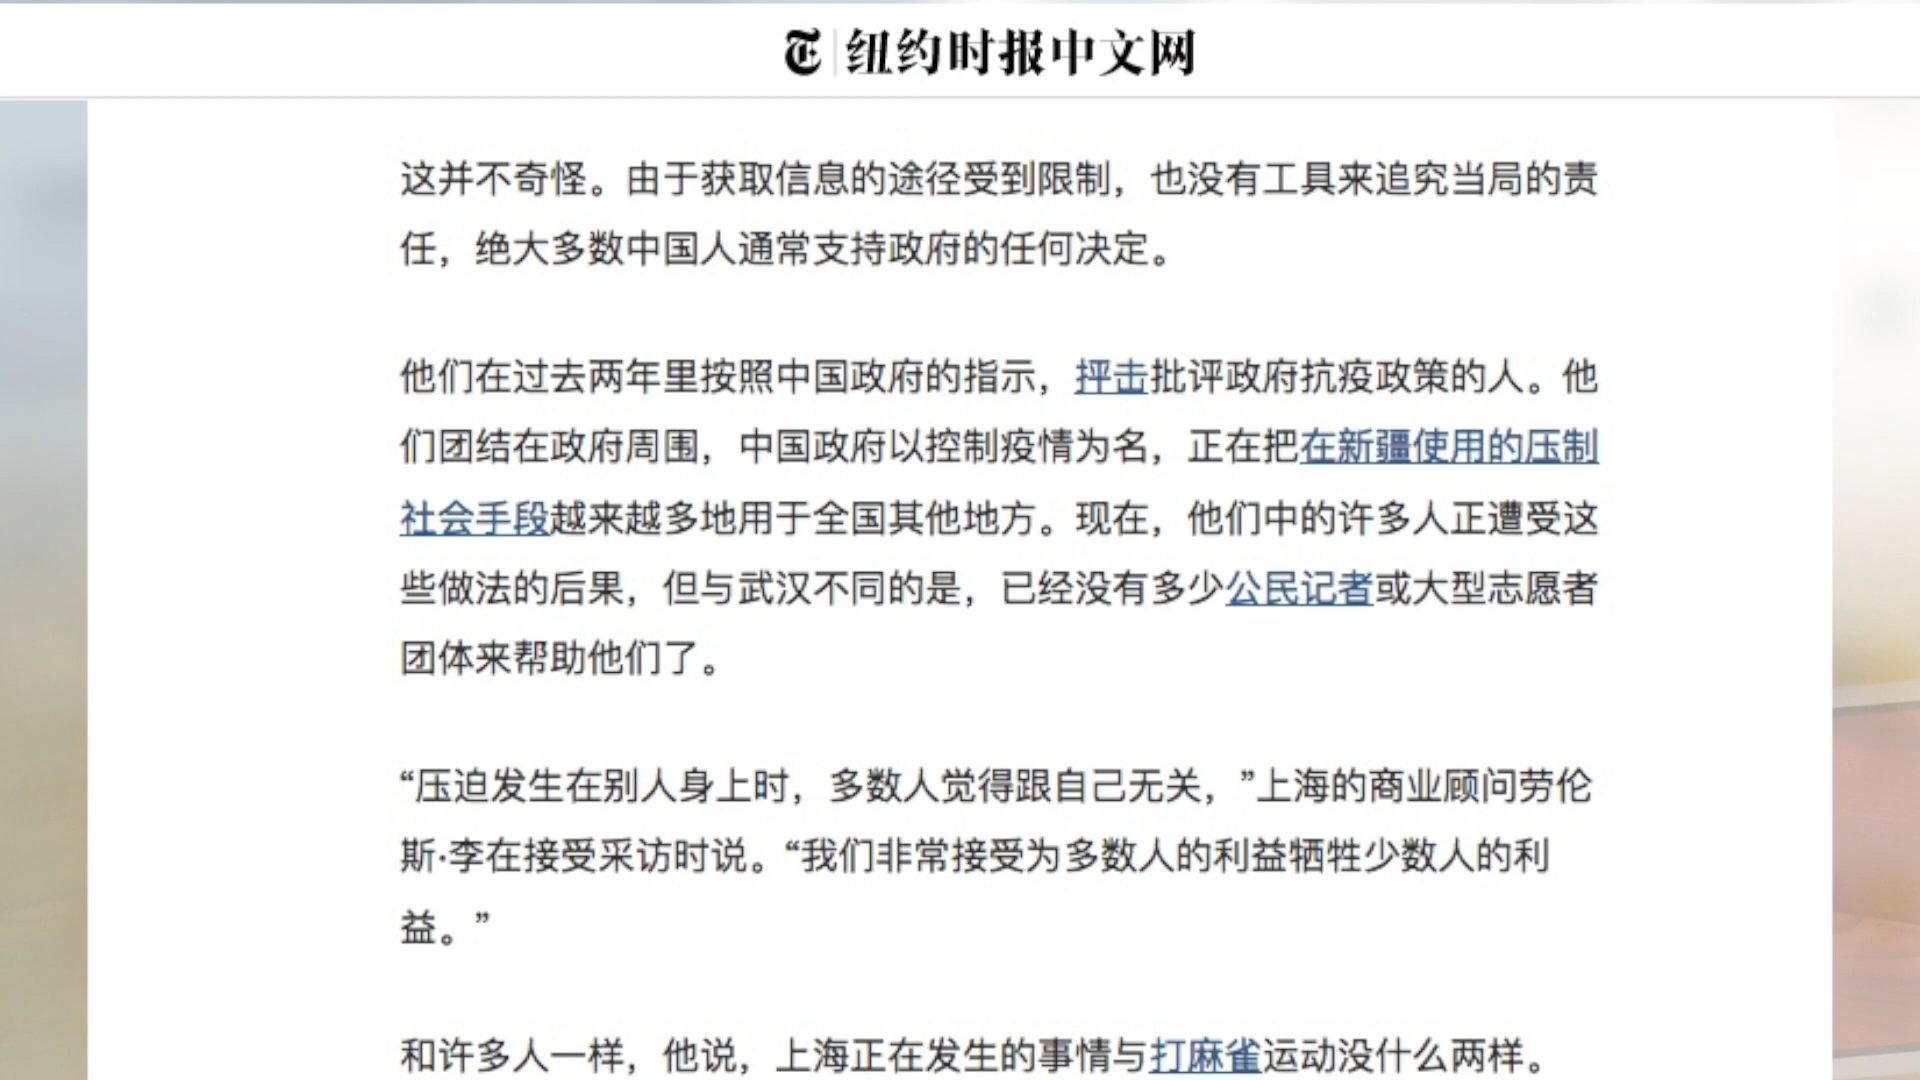 纽约时报中文网
这并不奇怪。由于获取信息的途径受到限制，也没有工具来追究当局的责
任，绝大多数中国人通常支持政府的任何决定。
他们在过去两年里按照中国政府的指示，抨击批评政府抗疫政策的人。他
们团结在政府周围，中国政府以控制疫情为名，正在把在新疆使用的压制
社会手段越来越多地用于全国其他地方。现在，他们中的许多人正遭受这
些做法的后果，但与武汉不同的是，已经没有多少公民记者或大型志愿者
团体来帮助他们了。
“压迫发生在别人身上时，多数人觉得跟自己无关，”上海的商业顾问劳伦
斯·李在接受采访时说。“我们非常接受为多数人的利益牺牲少数人的利
益。”
和许多人一样，他说，上海正在发生的事情与打麻雀运动没什么两样。